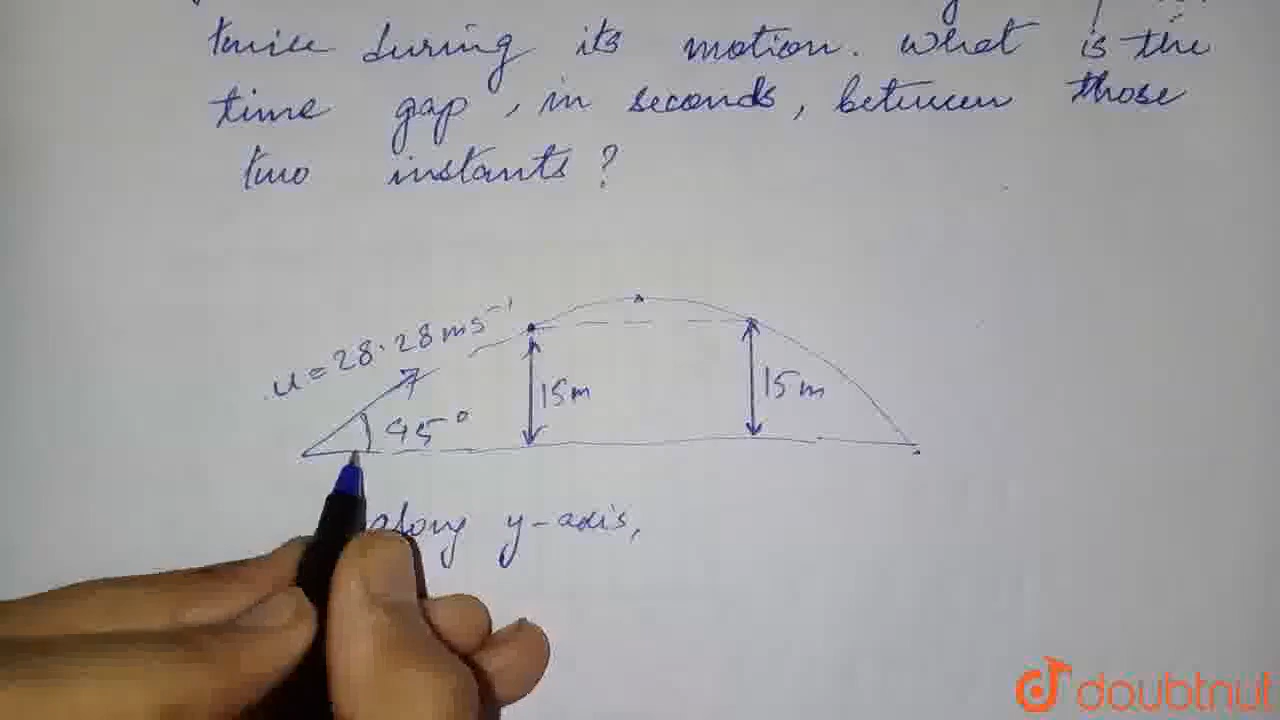 twice during its motion. What is the
time gap, in seconds, between those
two instants?
u = 28.28 ms⁻¹
15m
15m
45°
along y-axis,
doubtnut